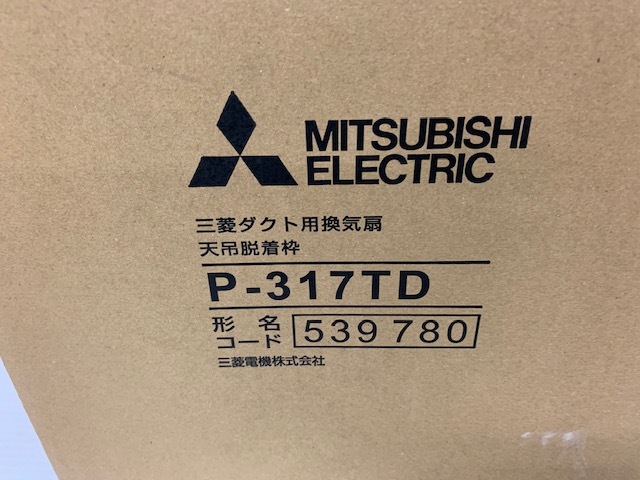 MITSUBISHI
ELECTRIC
三菱ダクト用換気扇
天吊脱着枠
P-317TD
形名
コード 539 780
三菱電機株式会社